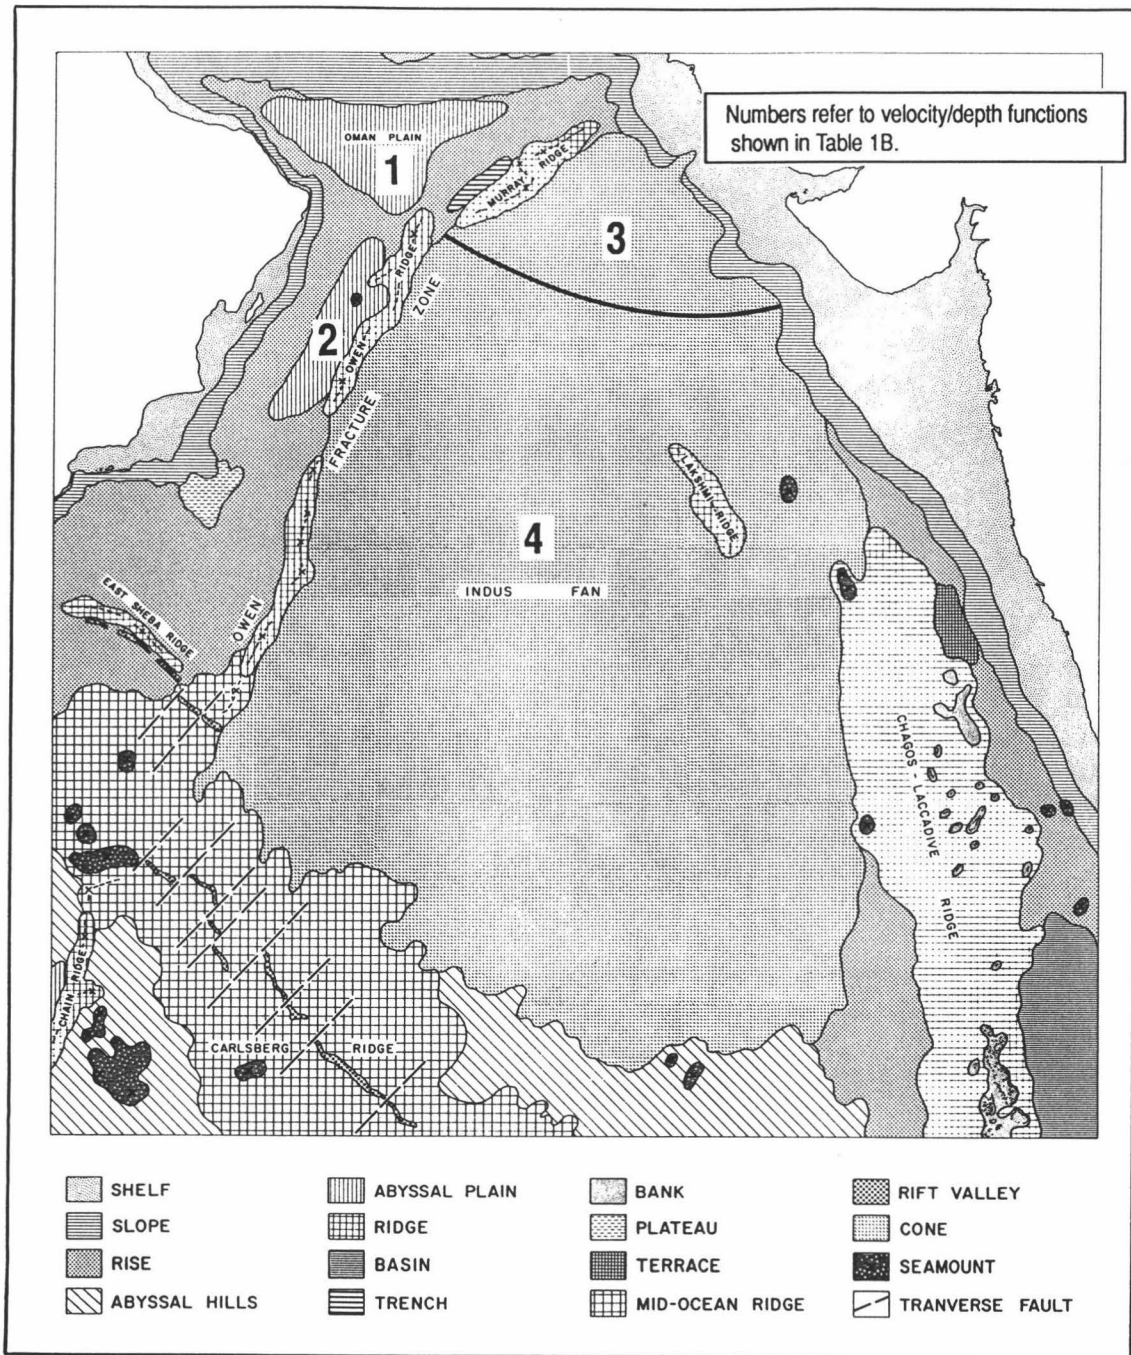 Numbers refer to velocity/depth functions
shown in Table 1B.
OMAN PLAIN
1
MURRAY RIDGE
3
RIDGE
ZONE
2
OWEN
FRACTURE
LAKSHMI RIDGE
4
INDUS FAN
EAST SHEBA RIDGE
OWEN
CHAGOS - LACCADIVE
RIDGE
CHAIN RIDGE
CARLSBERG RIDGE
SHELF
SLOPE
RISE
ABYSSAL HILLS
ABYSSAL PLAIN
RIDGE
BASIN
TRENCH
BANK
PLATEAU
TERRACE
MID-OCEAN RIDGE
RIFT VALLEY
CONE
SEAMOUNT
TRANVERSE FAULT